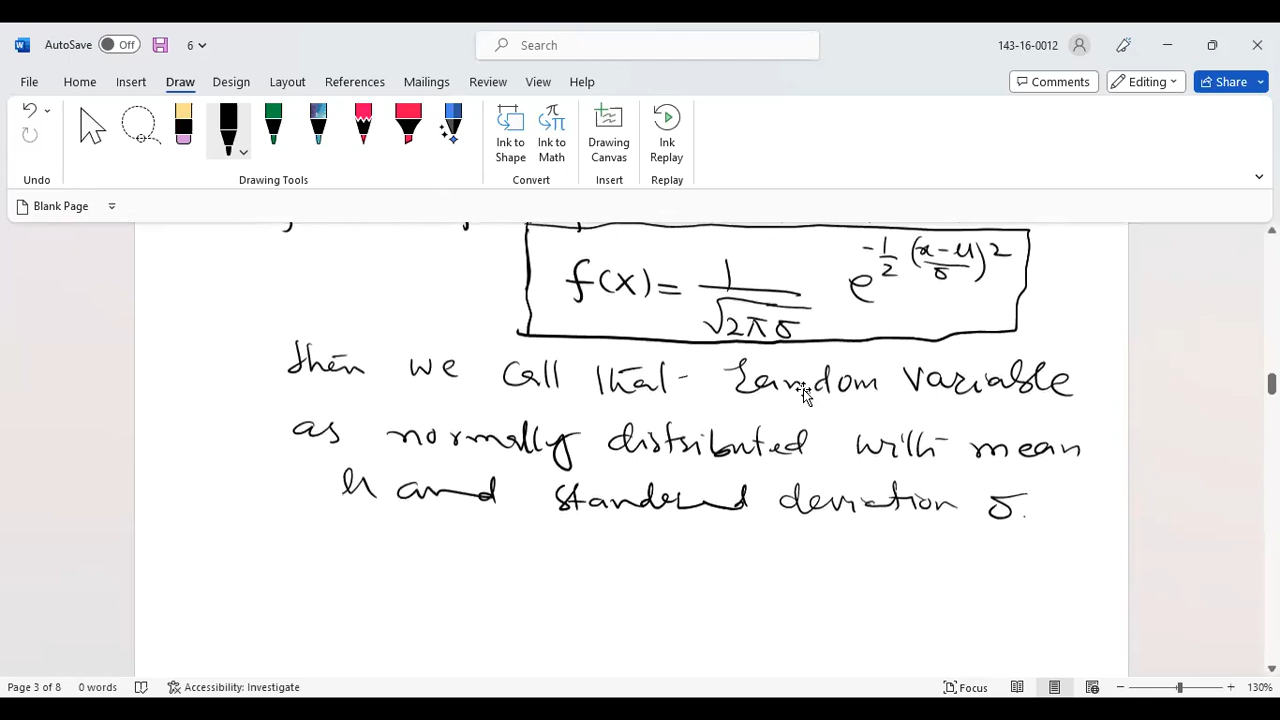 AutoSave Off 6 Search 143-16-0012
File Home Insert Draw Design Layout References Mailings Review View Help Comments Editing Share
Ink to Shape Ink to Math Drawing Canvas Ink Replay
Undo Drawing Tools Convert Insert Replay
Blank Page
f(x) = 1/√2πσ e^{-1/2 (x-μ/σ)^2}
then we call that random variable
as normally distributed with mean
μ and standerd deviation σ.
Page 3 of 8 0 words Accessibility: Investigate Focus 130%